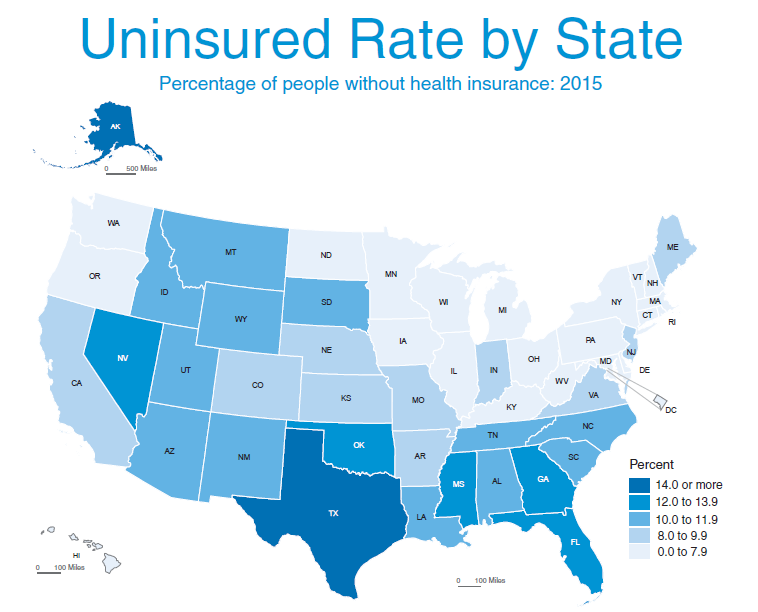 Uninsured Rate by State
Percentage of people without health insurance: 2015
AK
0 500 Miles
WA
MT
ND
MN
ME
OR
ID
SD
WI
MI
VT
NH
NY
MA
CT
RI
WY
IA
PA
NJ
NV
UT
NE
IL
IN
OH
MD
DE
CA
CO
KS
MO
WV
VA
KY
DC
AZ
NM
OK
AR
TN
NC
SC
TX
LA
MS
AL
GA
FL
HI
0 100 Miles
0 100 Miles
Percent
14.0 or more
12.0 to 13.9
10.0 to 11.9
8.0 to 9.9
0.0 to 7.9